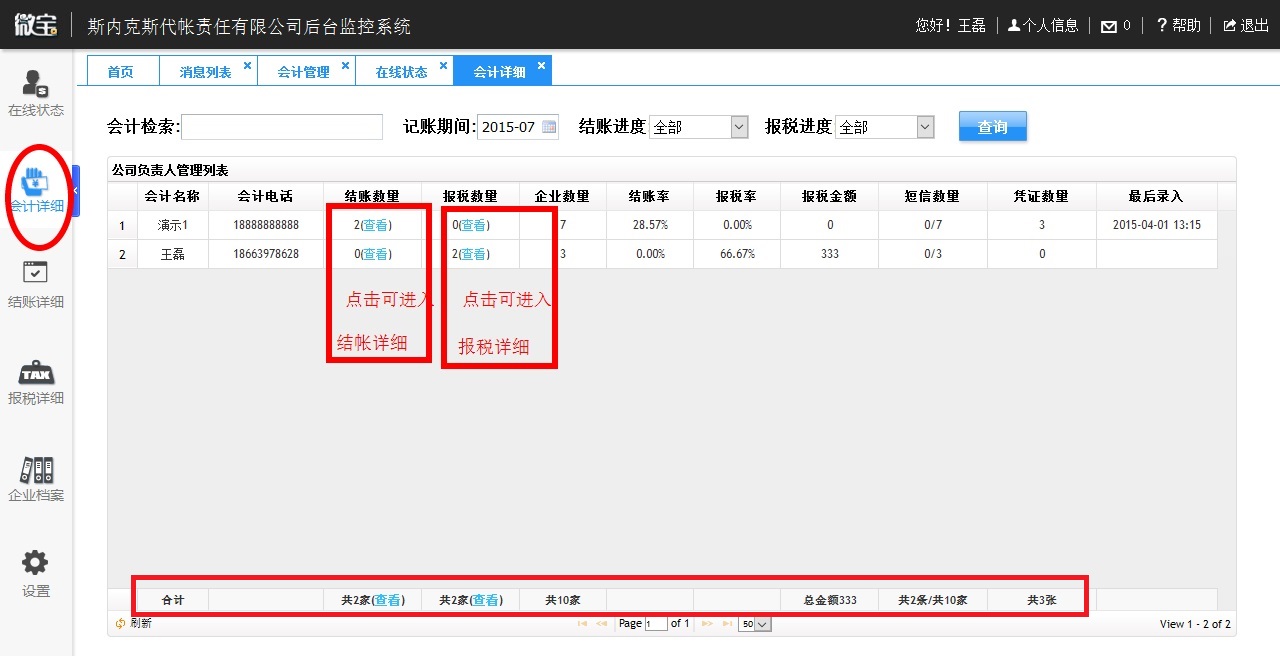 微宝 斯内克斯代帐责任有限公司后台监控系统 您好！王磊 个人信息 0 ? 帮助 退出
首页 消息列表 × 会计管理 × 在线状态 × 会计详细 ×
在线状态
会计检索: 记账期间: 2015-07 结账进度 全部 报税进度 全部 查询
公司负责人管理列表
会计名称 会计电话 结账数量 报税数量 企业数量 结账率 报税率 报税金额 短信数量 凭证数量 最后录入
会计详细
1 演示1 18888888888 2(查看) 0(查看) 7 28.57% 0.00% 0 0/7 3 2015-04-01 13:15
2 王磊 18663978628 0(查看) 2(查看) 3 0.00% 66.67% 333 0/3 0
结账详细
点击可进入 点击可进入
结帐详细 报税详细
TAX
报税详细
企业档案
设置
合计 共2家(查看) 共2家(查看) 共10家 总金额333 共2条/共10家 共3张
刷新 Page 1 of 1 50 View 1 - 2 of 2